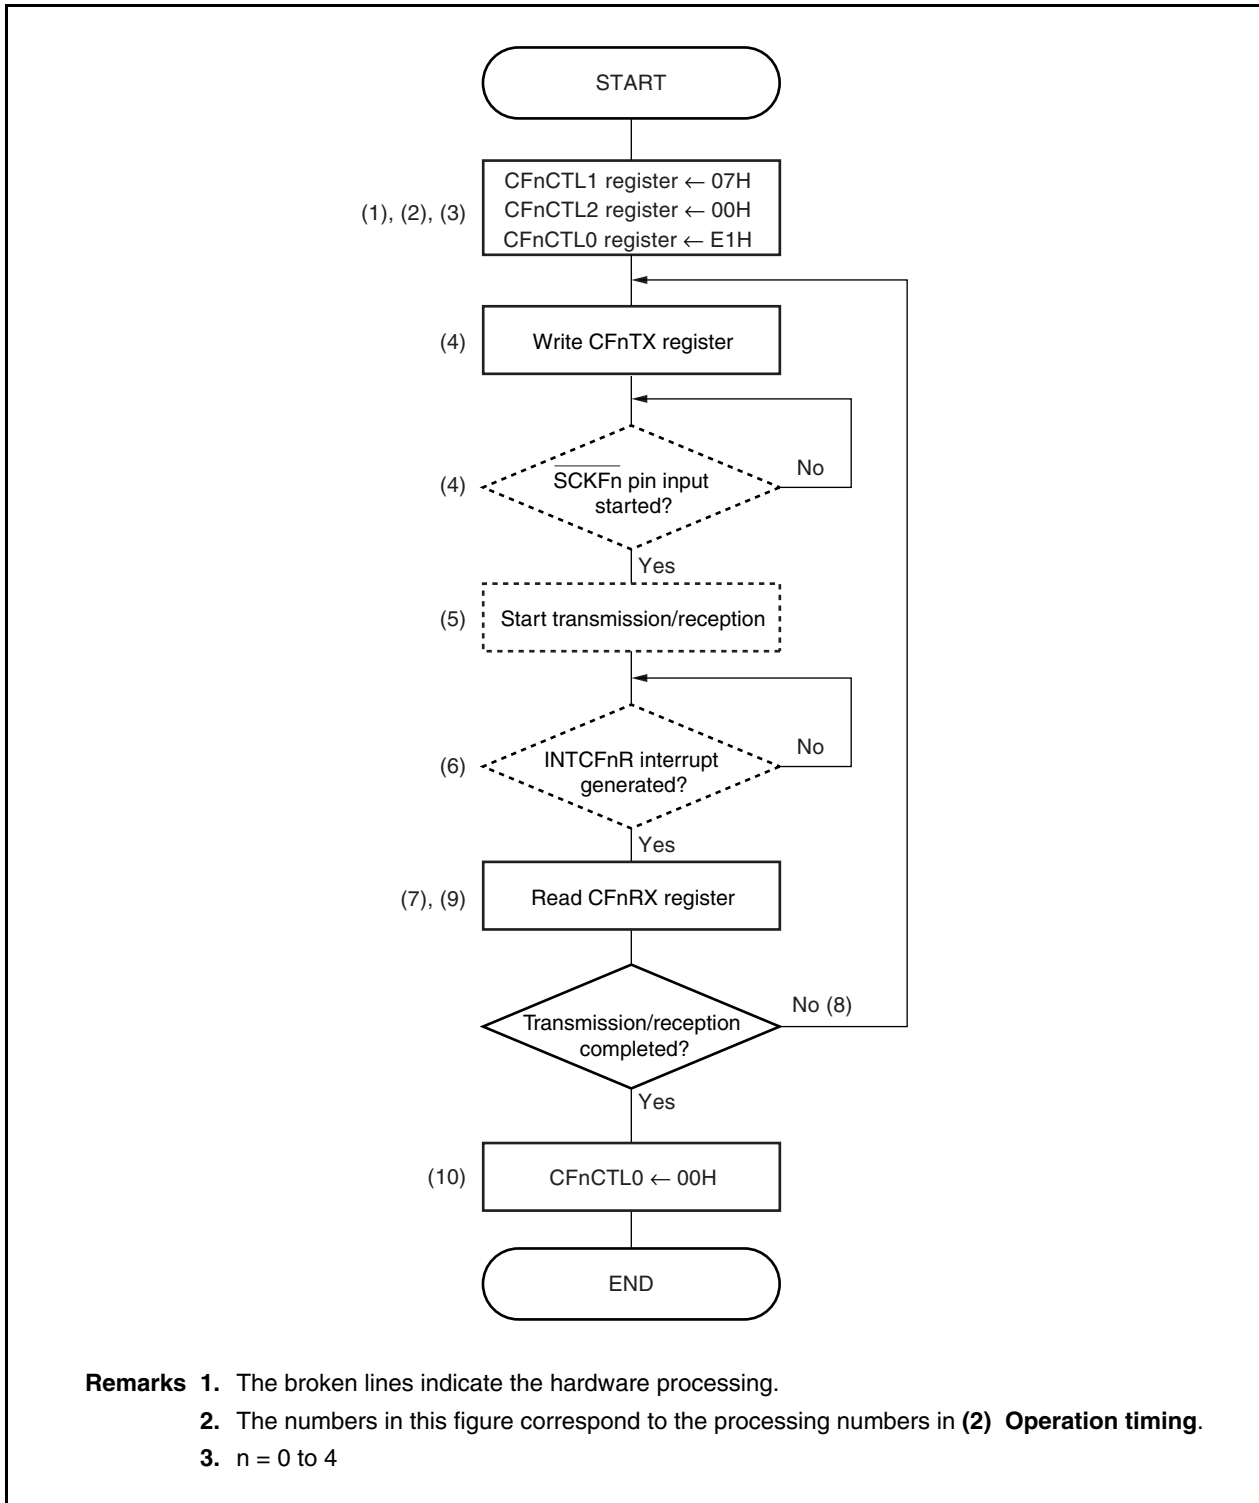 START
CFnCTL1 register ← 07H
(1), (2), (3)
CFnCTL2 register ← 00H
CFnCTL0 register ← E1H
(4)
Write CFnTX register
(4)
SCKFn pin input
started?
No
Yes
(5)
Start transmission/reception
(6)
INTCFnR interrupt
generated?
No
Yes
(7), (9)
Read CFnRX register
Transmission/reception
completed?
No (8)
Yes
(10)
CFnCTL0 ← 00H
END
Remarks 1. The broken lines indicate the hardware processing.
2. The numbers in this figure correspond to the processing numbers in (2) Operation timing.
3. n = 0 to 4